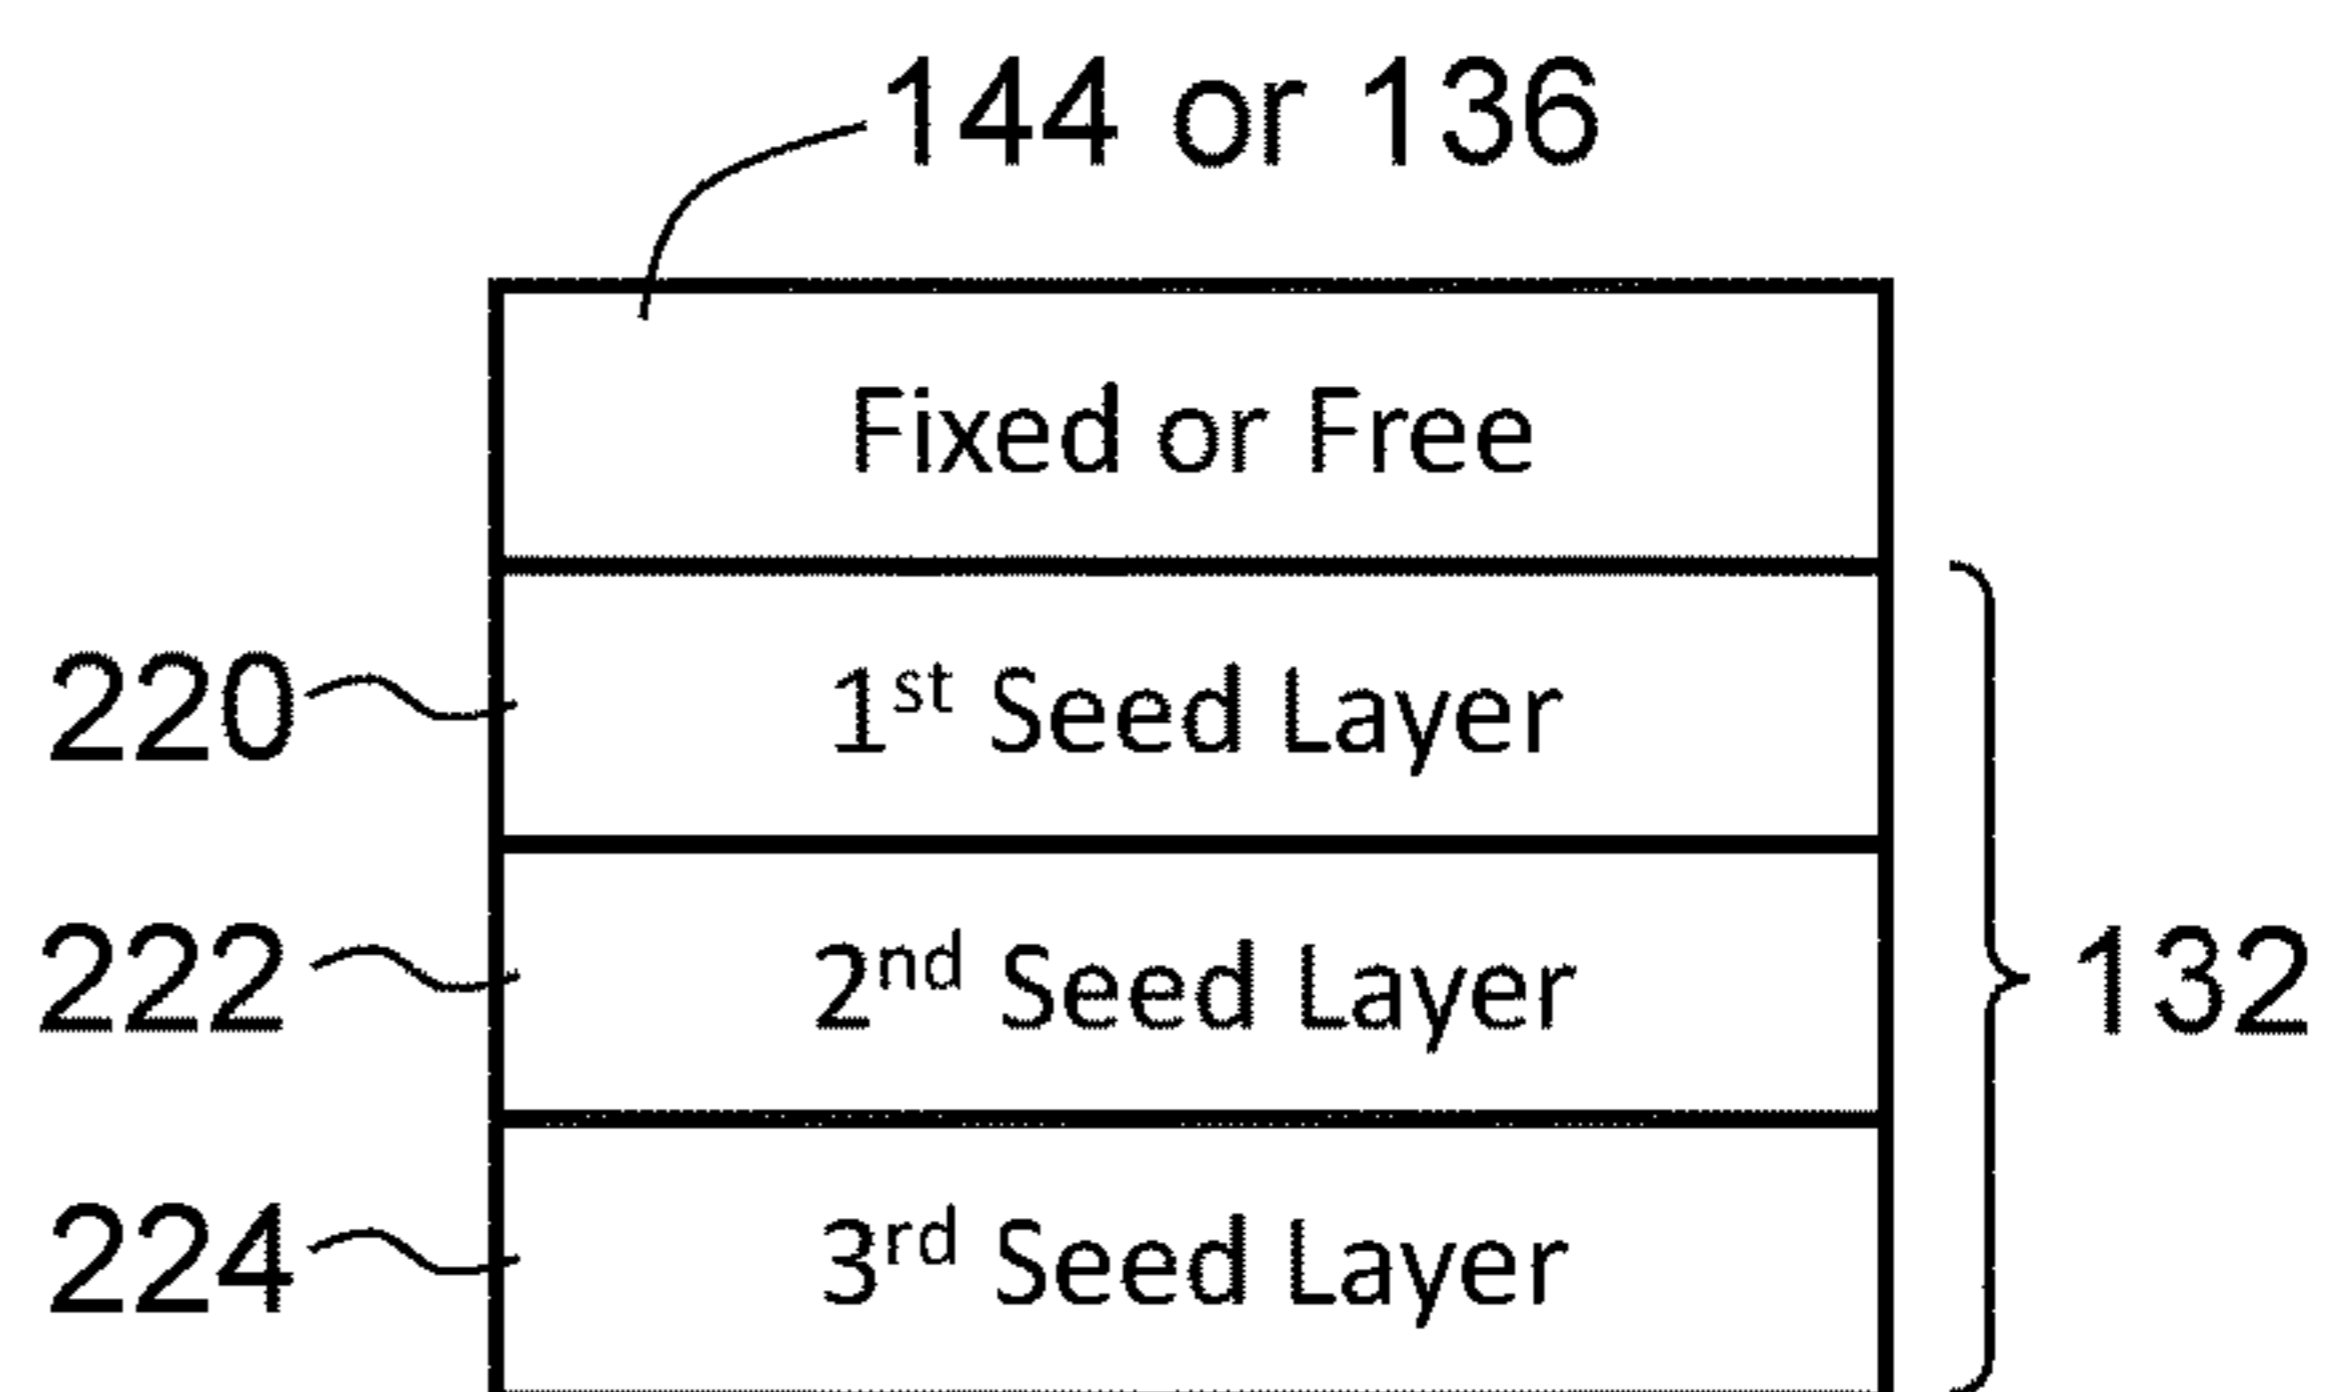 144 or 136
Fixed or Free
220
1st Seed Layer
222
2nd Seed Layer
132
224
3rd Seed Layer